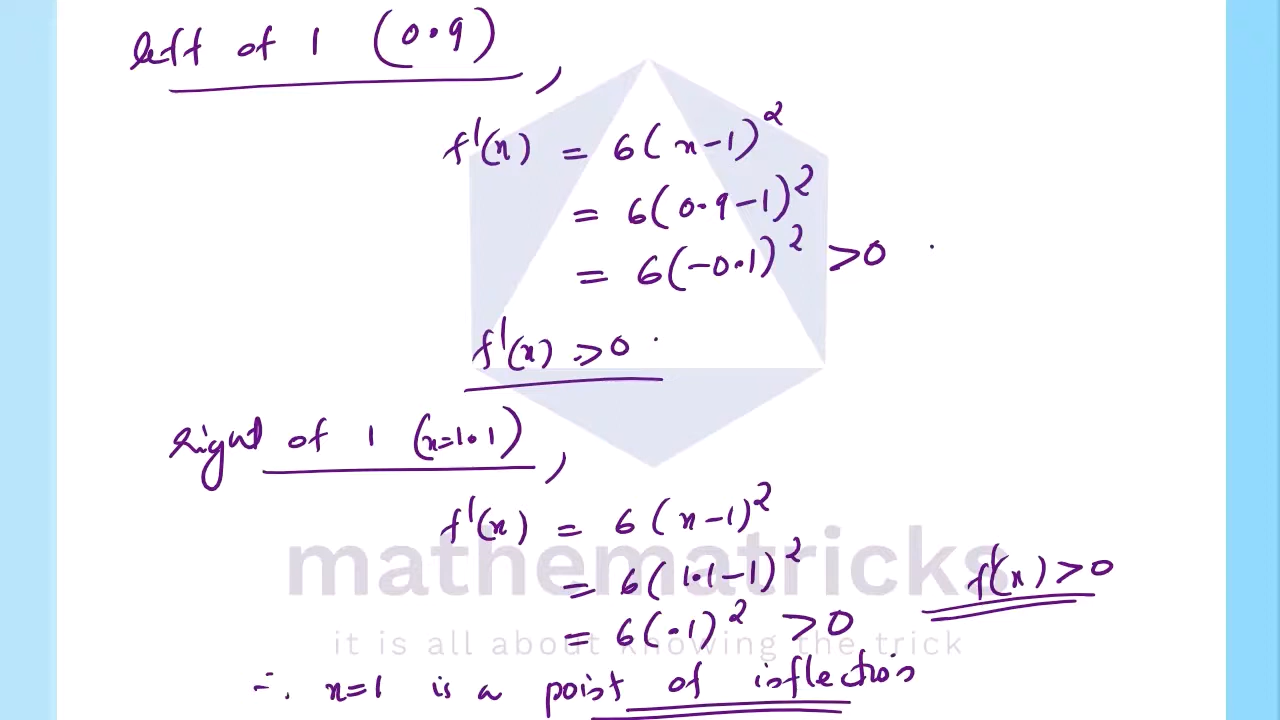 left of 1 (0.9),
f'(x) = 6(x-1)²
= 6(0.9-1)²
= 6(-0.1)² >0
f'(x) >0
Right of 1 (x=1.1),
f'(x) = 6(x-1)²
mathematricks
= 6(1.1-1)²
f'(x) >0
= 6(.1)² >0
it is all about knowing the trick
∴ x=1 is a point of inflection